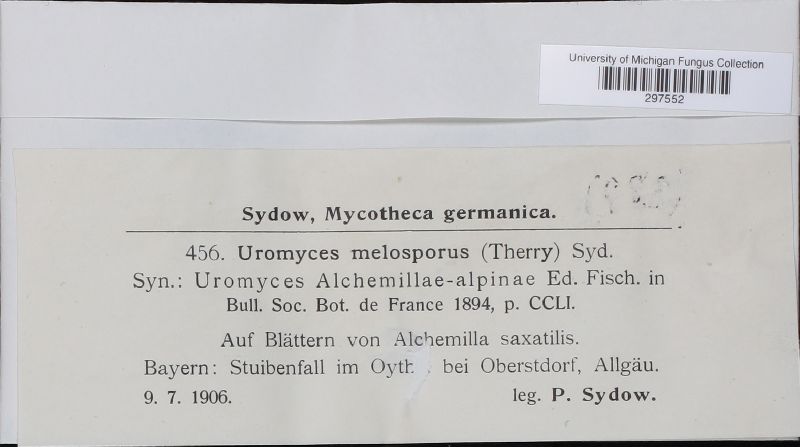 University of Michigan Fungus Collection
297552
Sydow, Mycotheca germanica.
456. Uromyces melosporus (Therry) Syd.
Syn.: Uromyces Alchemillae-alpinae Ed. Fisch. in
Bull. Soc. Bot. de France 1894, p. CCLI.
Auf Blättern von Alchemilla saxatilis.
Bayern: Stuibenfall im bei Oberstdorf, Allgäu.
9. 7. 1906. leg. P. Sydow.